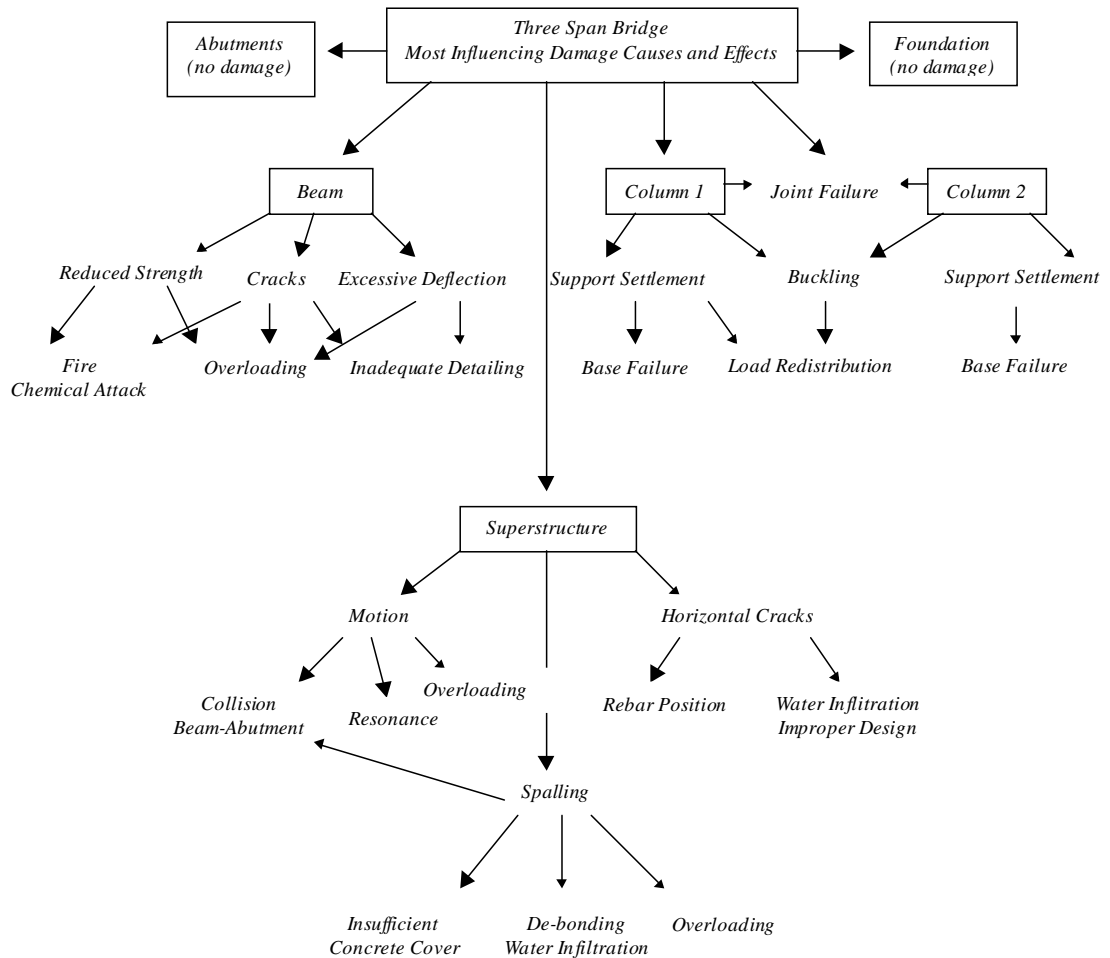 Three Span Bridge
Most Influencing Damage Causes and Effects
Abutments
(no damage)
Foundation
(no damage)
Beam
Column 1
Joint Failure
Column 2
Reduced Strength
Cracks
Excessive Deflection
Support Settlement
Buckling
Support Settlement
Fire
Chemical Attack
Overloading
Inadequate Detailing
Base Failure
Load Redistribution
Base Failure
Superstructure
Motion
Horizontal Cracks
Collision
Beam-Abutment
Resonance
Overloading
Rebar Position
Water Inflitration
Improper Design
Spalling
Insufficient
Concrete Cover
De-bonding
Water Infiltration
Overloading